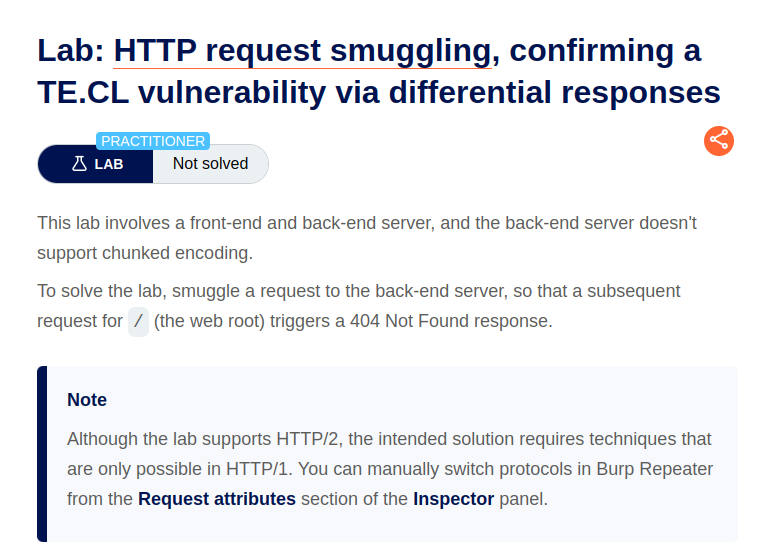 Lab: HTTP request smuggling, confirming a
TE.CL vulnerability via differential responses
PRACTITIONER
LAB
Not solved
This lab involves a front-end and back-end server, and the back-end server doesn't
support chunked encoding.
To solve the lab, smuggle a request to the back-end server, so that a subsequent
request for / (the web root) triggers a 404 Not Found response.
Note
Although the lab supports HTTP/2, the intended solution requires techniques that
are only possible in HTTP/1. You can manually switch protocols in Burp Repeater
from the Request attributes section of the Inspector panel.